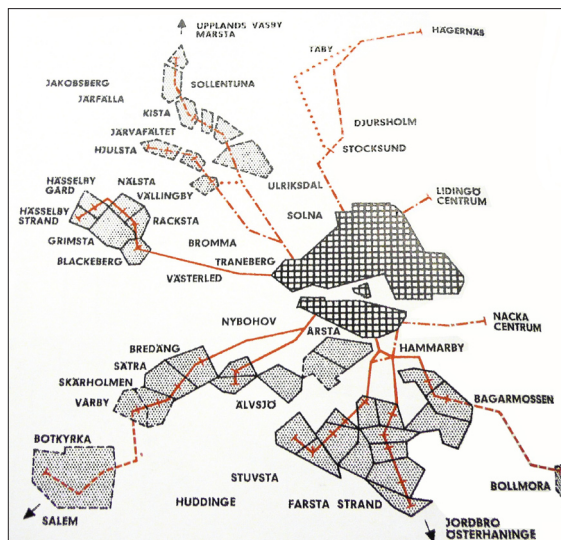 UPPLANDS VÄSBY
MÄRSTA
HÄGERNÄS
TÄBY
JAKOBSBERG
SOLLENTUNA
JÄRFÄLLA
KISTA
DJURSHOLM
JÄRVAFÄLTET
HJULSTA
STOCKSUND
HÄSSELBY
GÅRD
NÄLSTA
VÄLLINGBY
ULRIKSDAL
LIDINGÖ
CENTRUM
HÄSSELBY
STRAND
RÅCKSTA
SOLNA
GRIMSTA
BROMMA
BLACKEBERG
TRANEBERG
VÄSTERLED
NYBOHOV
ÅRSTA
NACKA
CENTRUM
BREDÄNG
HAMMARBY
SÄTRA
SKÄRHOLMEN
VÅRBY
ÄLVSJÖ
BAGARMOSSEN
BOTKYRKA
STUVSTA
BOLLMORA
SALEM
HUDDINGE
FARSTA STRAND
JORDBRO
ÖSTERHANINGE